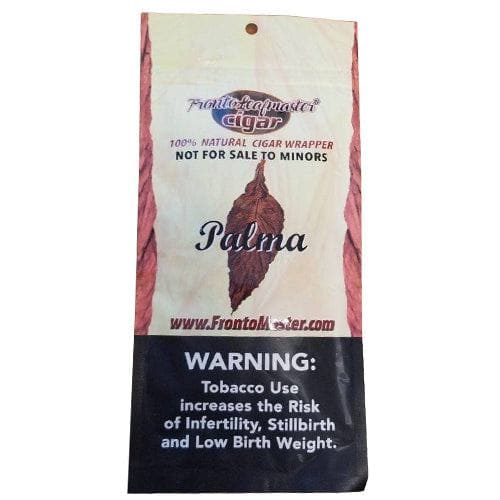 FrontoLeafmaster®
cigar
100% NATURAL CIGAR WRAPPER
NOT FOR SALE TO MINORS
Palma
www.FrontoMaster.com
WARNING:
Tobacco Use
increases the Risk
of Infertility, Stillbirth
and Low Birth Weight.